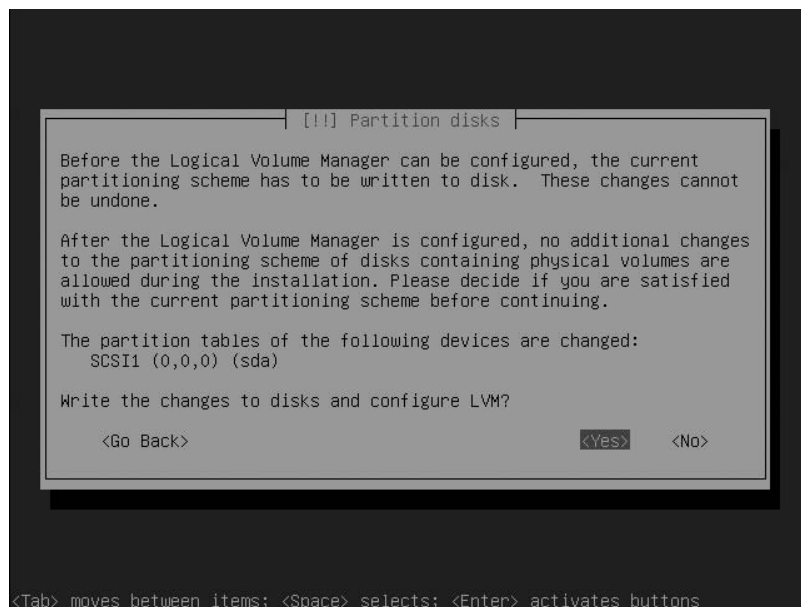 [!!] Partition disks
Before the Logical Volume Manager can be configured, the current
partitioning scheme has to be written to disk.  These changes cannot
be undone.
After the Logical Volume Manager is configured, no additional changes
to the partitioning scheme of disks containing physical volumes are
allowed during the installation. Please decide if you are satisfied
with the current partitioning scheme before continuing.
The partition tables of the following devices are changed:
SCSI1 (0,0,0) (sda)
Write the changes to disks and configure LVM?
<Go Back> <Yes> <No>
<Tab> moves between items; <Space> selects; <Enter> activates buttons